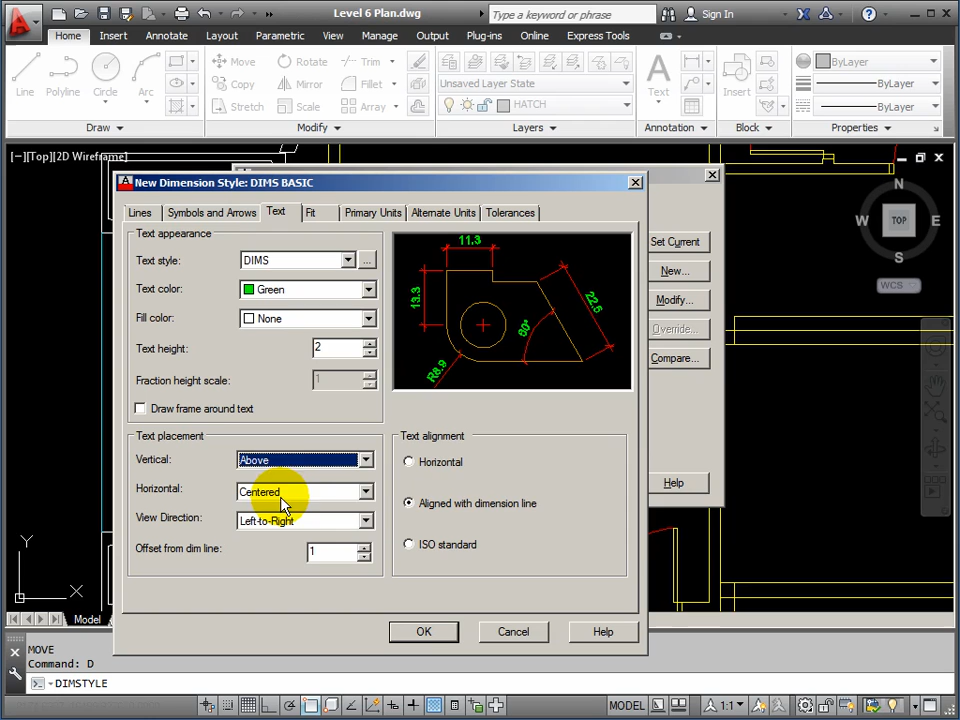 Level 6 Plan.dwg
Type a keyword or phrase
Sign In
Home Insert Annotate Layout Parametric View Manage Output Plug-ins Online Express Tools
Line Polyline Circle Arc
Move Rotate Trim
Copy Mirror Fillet
Stretch Scale Array
Unsaved Layer State
HATCH
Text
Insert
ByLayer
ByLayer
ByLayer
Draw Modify Layers Annotation Block Properties
[−][Top][2D Wireframe]
New Dimension Style: DIMS BASIC
Lines Symbols and Arrows Text Fit Primary Units Alternate Units Tolerances
Text appearance
Text style: DIMS ...
Text color: Green
Fill color: None
Text height: 2
Fraction height scale: 1
Draw frame around text
11,3
13.3
22.6
60°
R8.9
Text placement
Vertical: Above
Horizontal: Centered
View Direction: Left-to-Right
Offset from dim line: 1
Text alignment
Horizontal
Aligned with dimension line
ISO standard
OK Cancel Help
Set Current
New...
Modify...
Override...
Compare...
Help
N
W TOP E
S
WCS
Y
X
Model
MOVE
Command: D
DIMSTYLE
MODEL
1:1